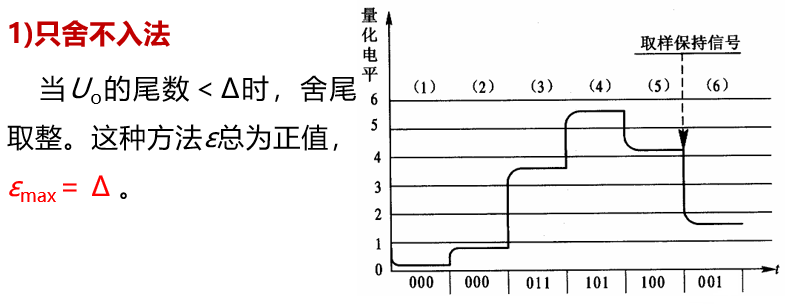 1)只舍不入法
当Uo的尾数 < Δ时，舍尾
取整。这种方法ε总为正值，
εmax = Δ 。
量化电平
取样保持信号
(1) (2) (3) (4) (5) (6)
6
5
4
3
2
1
0
t
000 000 011 101 100 001